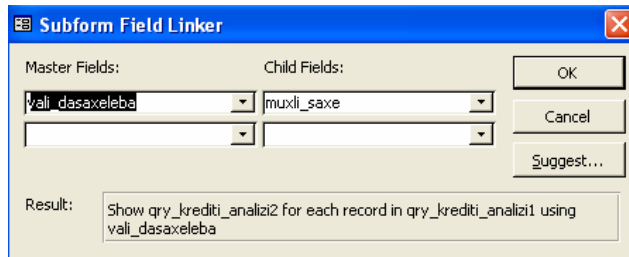 Subform Field Linker
Master Fields: Child Fields: OK
vali_dasaxeleba muxli_saxe
Cancel
Suggest...
Result: Show qry_krediti_analizi2 for each record in qry_krediti_analizi1 using
vali_dasaxeleba